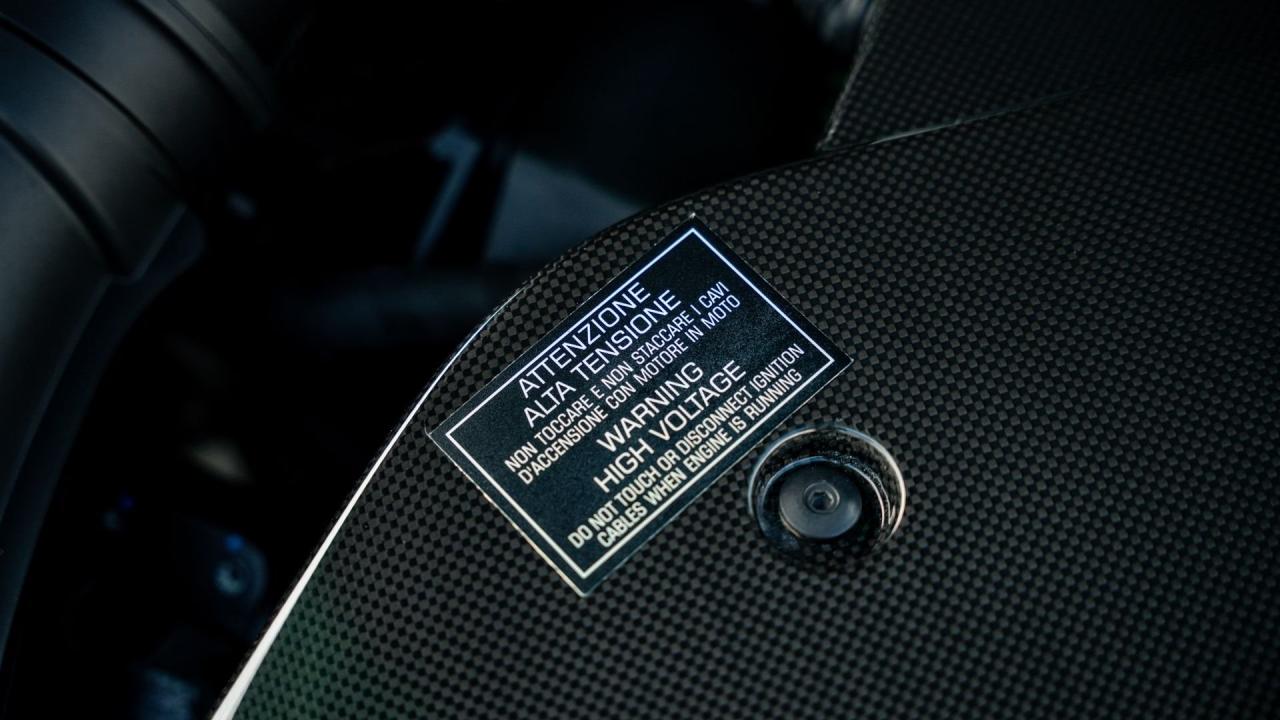 ATTENZIONE
ALTA TENSIONE
NON TOCCARE E NON STACCARE I CAVI
D'ACCENSIONE CON MOTORE IN MOTO
WARNING
HIGH VOLTAGE
DO NOT TOUCH OR DISCONNECT IGNITION
CABLES WHEN ENGINE IS RUNNING